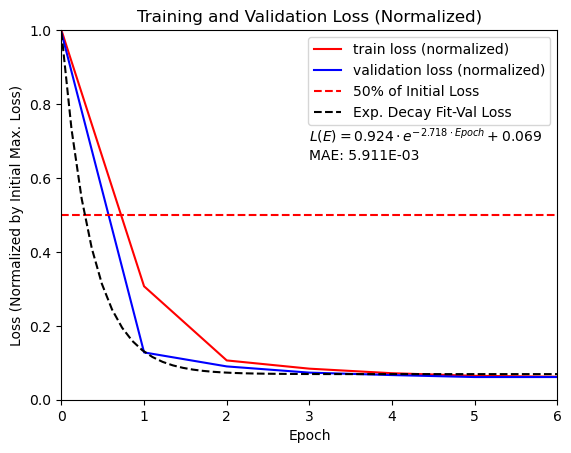 Training and Validation Loss (Normalized)
Loss (Normalized by Initial Max. Loss)
1.0
0.8
0.6
0.4
0.2
0.0
train loss (normalized)
validation loss (normalized)
50% of Initial Loss
Exp. Decay Fit-Val Loss
L(E) = 0.924 · e^{−2.718 · Epoch} + 0.069
MAE: 5.911E-03
0 1 2 3 4 5 6
Epoch